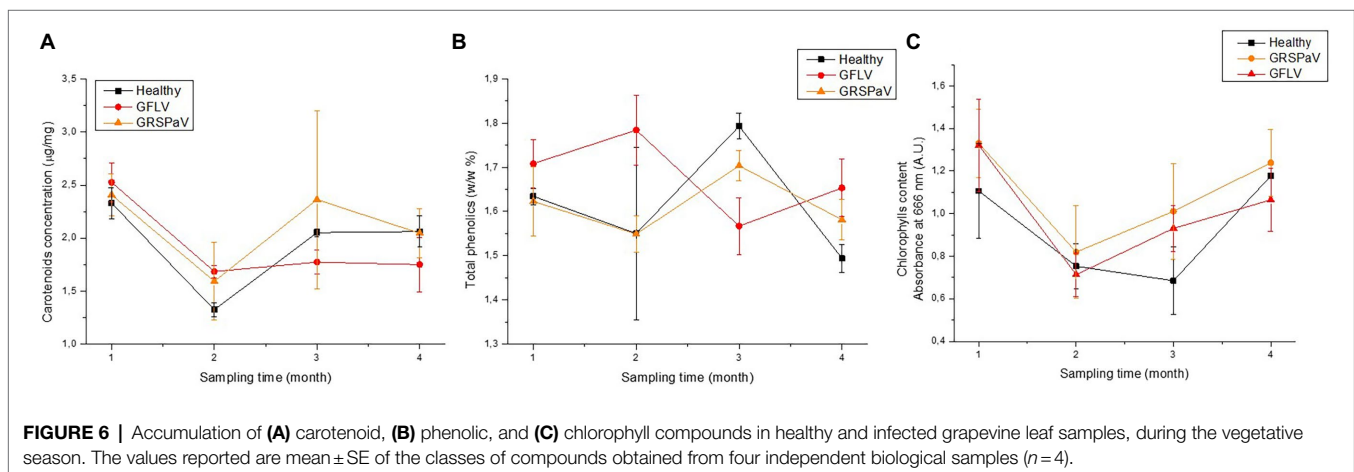 A
Healthy
GFLV
GRSPaV
Carotenoids concentration (µg/mg)
3,5
3,0
2,5
2,0
1,5
1,0
1 2 3 4
Sampling time (month)
B
Healthy
GFLV
GRSPaV
Total phenolics (w/w %)
1,9
1,8
1,7
1,6
1,5
1,4
1,3
1 2 3 4
Sampling time (month)
C
Healthy
GRSPaV
GFLV
Chlorophylls content
Absorbance at 666 nm (A.U.)
1,6
1,4
1,2
1,0
0,8
0,6
0,4
1 2 3 4
Sampling time (month)
FIGURE 6 | Accumulation of (A) carotenoid, (B) phenolic, and (C) chlorophyll compounds in healthy and infected grapevine leaf samples, during the vegetative
season. The values reported are mean ± SE of the classes of compounds obtained from four independent biological samples (n = 4).